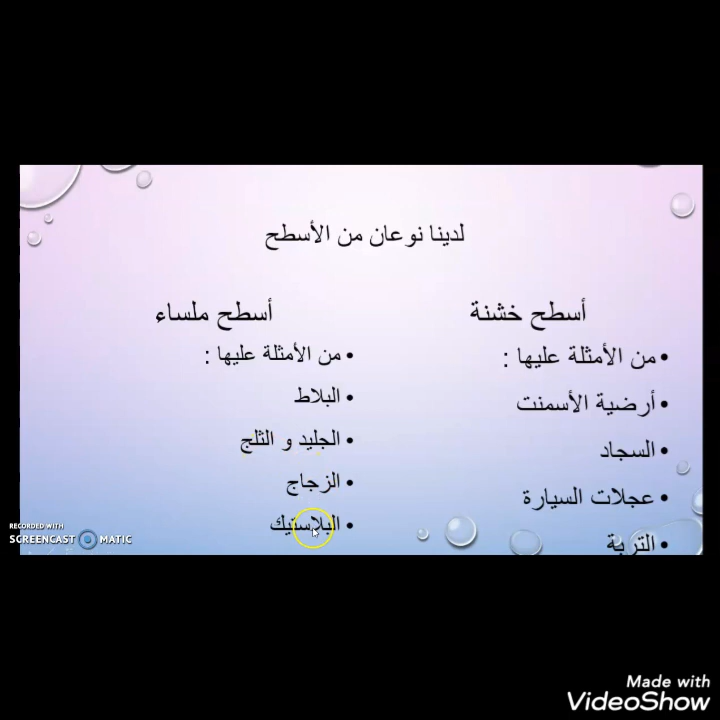 لدينا نوعان من الأسطح
أسطح خشنة
• من الأمثلة عليها :
• أرضية الأسمنت
• السجاد
• عجلات السيارة
• التربة
أسطح ملساء
• من الأمثلة عليها :
• البلاط
• الجليد و الثلج
• الزجاج
• البلاستيك
RECORDED WITH
SCREENCAST MATIC
Made with
VideoShow